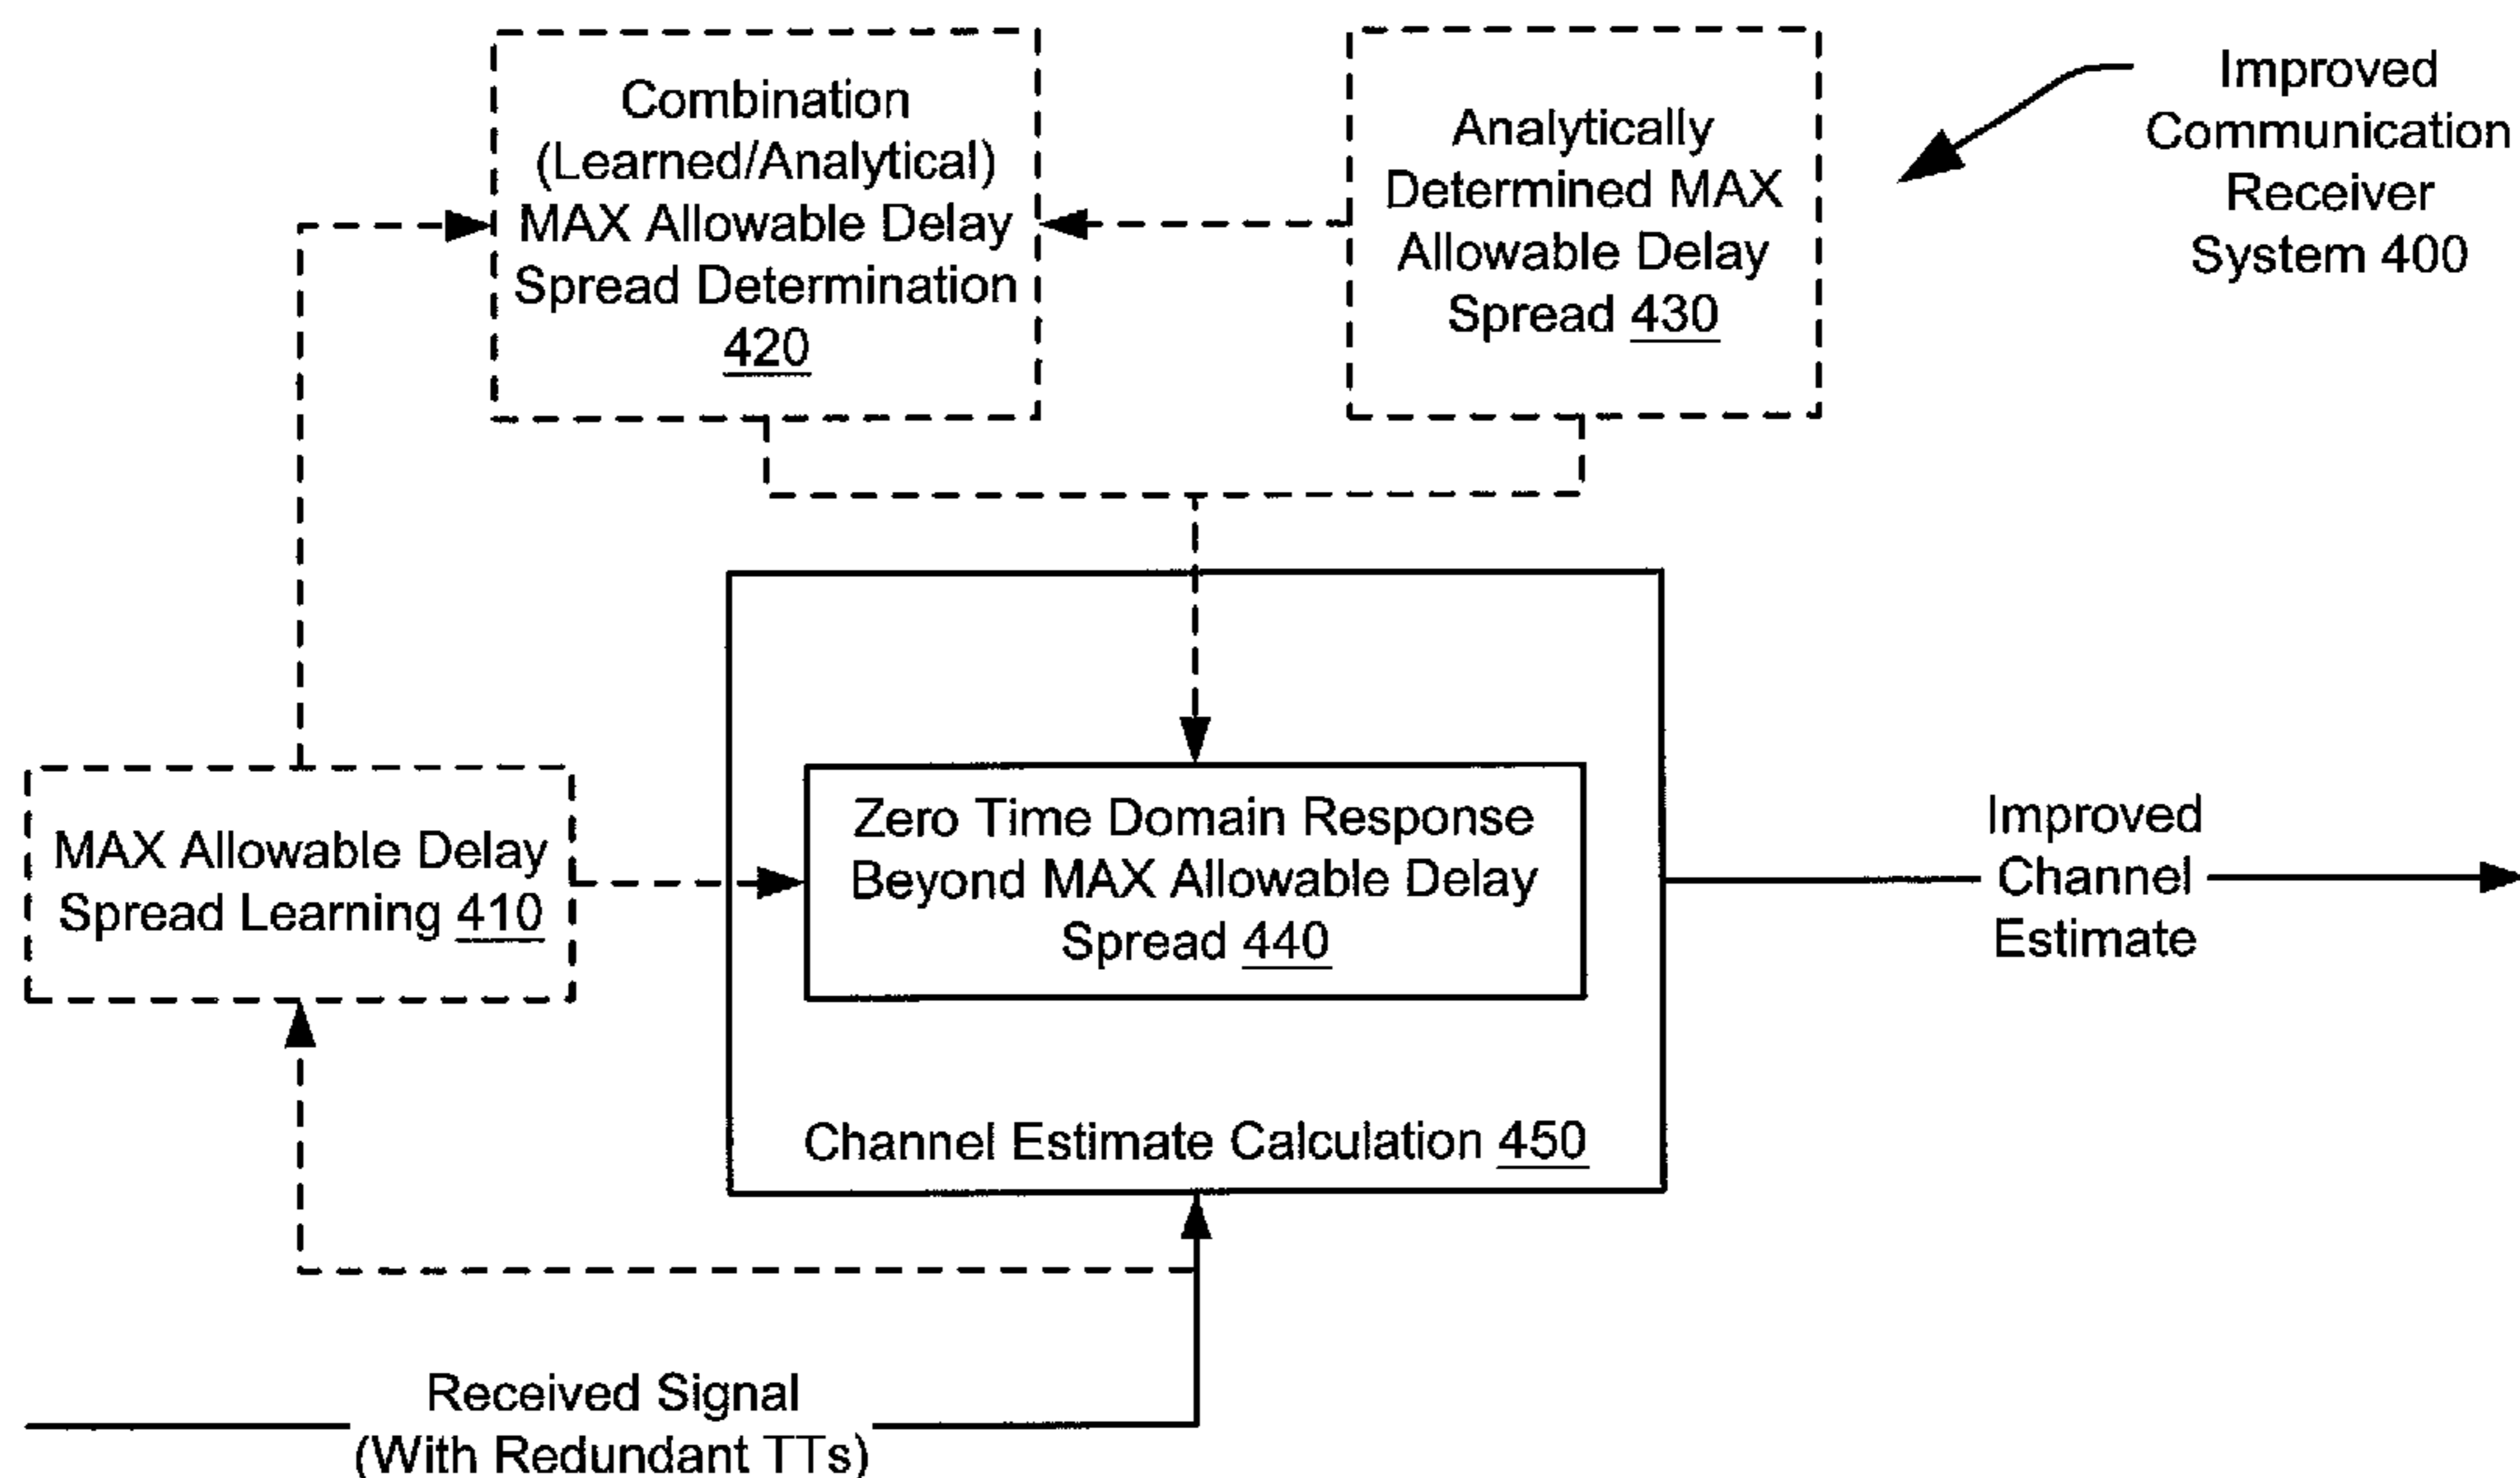 Combination
(Learned/Analytical)
MAX Allowable Delay
Spread Determination
420
Analytically
Determined MAX
Allowable Delay
Spread 430
Improved
Communication
Receiver
System 400
MAX Allowable Delay
Spread Learning 410
Zero Time Domain Response
Beyond MAX Allowable Delay
Spread 440
Channel Estimate Calculation 450
Improved
Channel
Estimate
Received Signal
(With Redundant TTs)